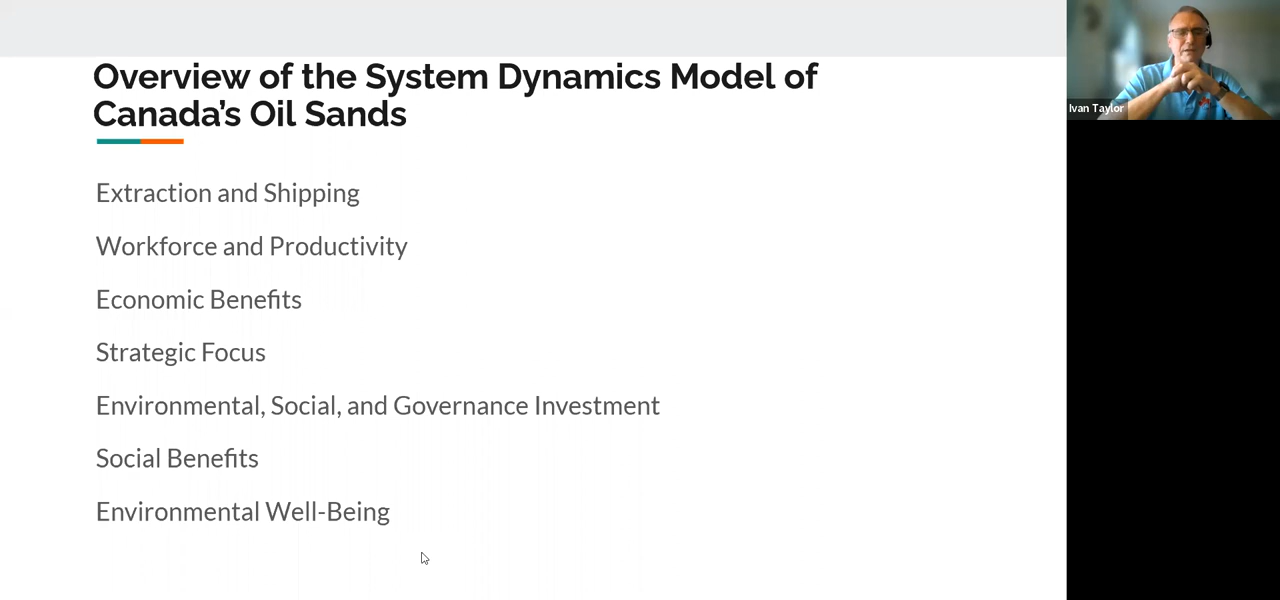 Overview of the System Dynamics Model of
Canada's Oil Sands
Extraction and Shipping
Workforce and Productivity
Economic Benefits
Strategic Focus
Environmental, Social, and Governance Investment
Social Benefits
Environmental Well-Being
Ivan Taylor